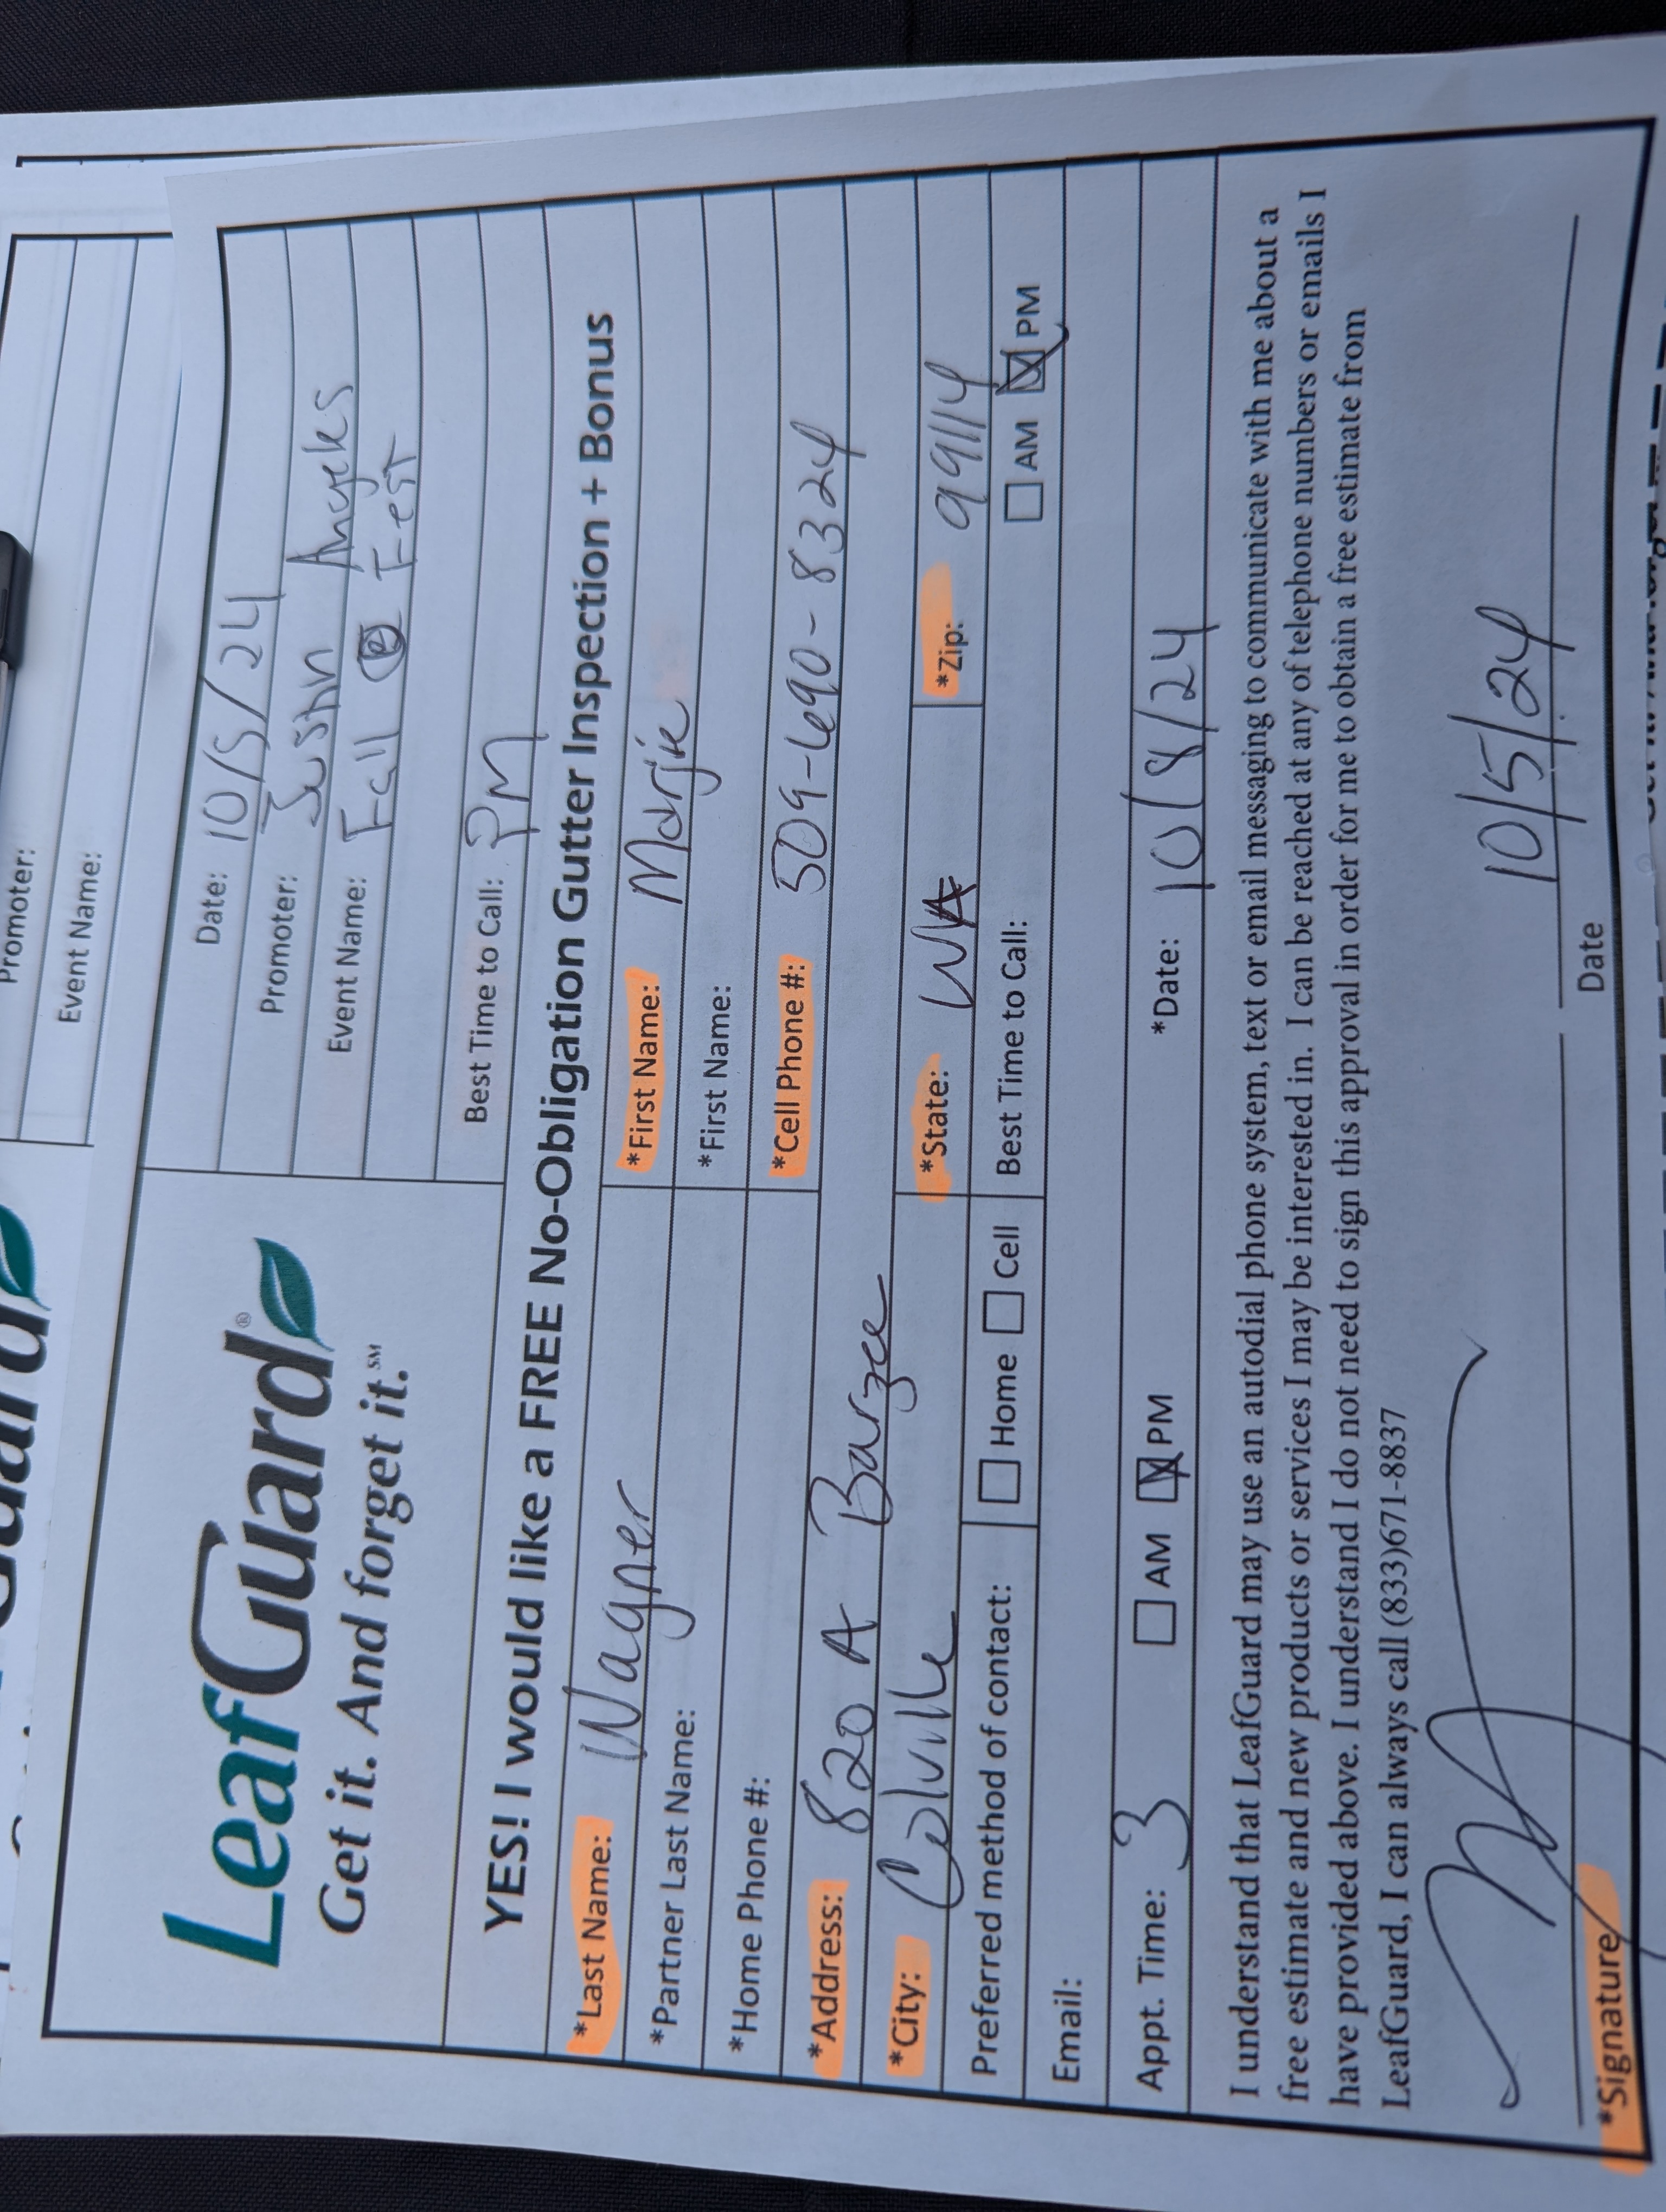 Promoter:
Event Name:
LeafGuard®
Get it. And forget it.℠
Date: 10/5/24
Promoter: Angeles
Event Name: Fall Fest
Best Time to Call: PM
YES! I would like a FREE No-Obligation Gutter Inspection + Bonus
*Last Name: Wagner *First Name: Marjie
*Partner Last Name: *First Name:
*Home Phone #: *Cell Phone #: 509-690-8324
*Address: 820 A Barzee
*City: Colville *State: WA *Zip: 99114
Preferred method of contact: Home Cell Best Time to Call: AM PM
Email:
Appt. Time: 3 AM PM *Date: 10/8/24
I understand that LeafGuard may use an autodial phone system, text or email messaging to communicate with me about a
free estimate and new products or services I may be interested in. I can be reached at any of telephone numbers or emails I
have provided above. I understand I do not need to sign this approval in order for me to obtain a free estimate from
LeafGuard, I can always call (833)671-8837
10/5/24
*Signature Date